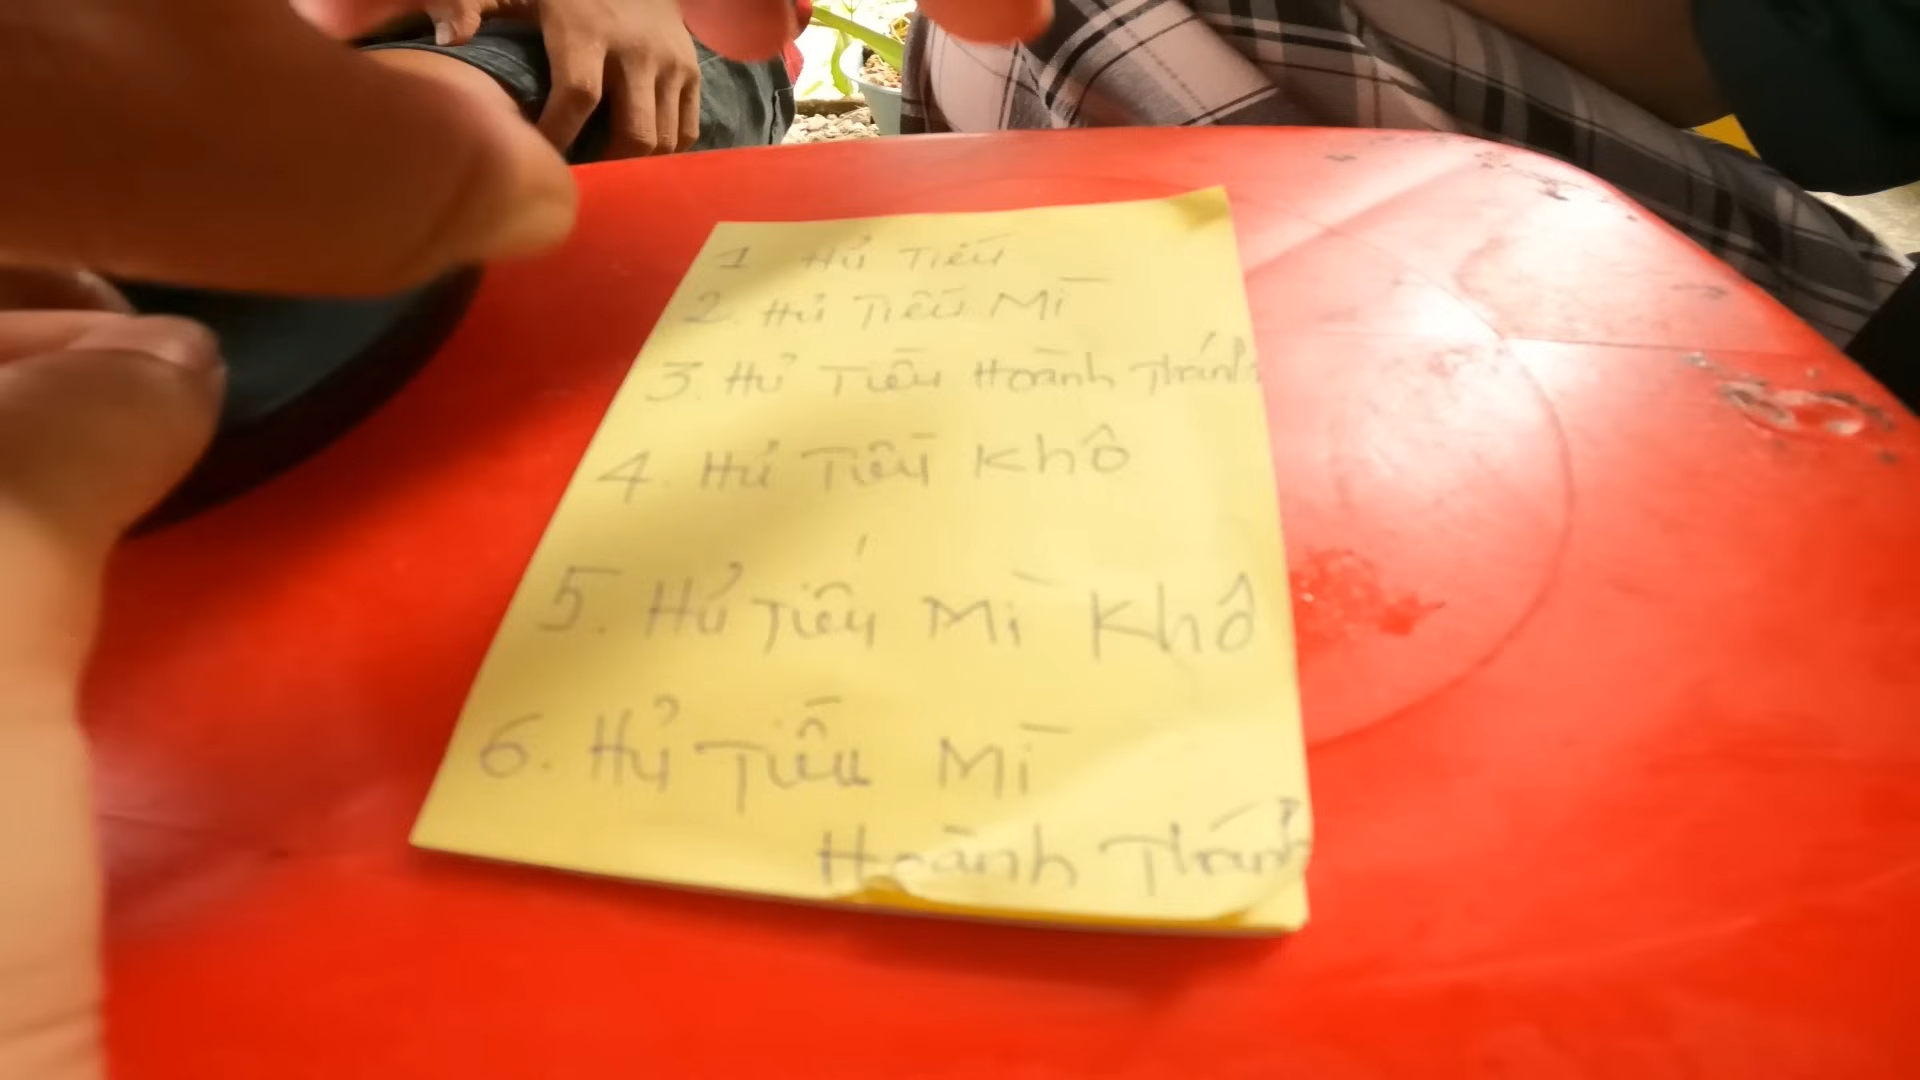 1 Hủ Tiếu
2. Hủ Tiếu Mì
3. Hủ Tiếu Hoành Thánh
4 Hủ Tiếu Khô
5. Hủ Tiếu Mì Khô
6. Hủ Tiếu Mì
Hoành Thánh